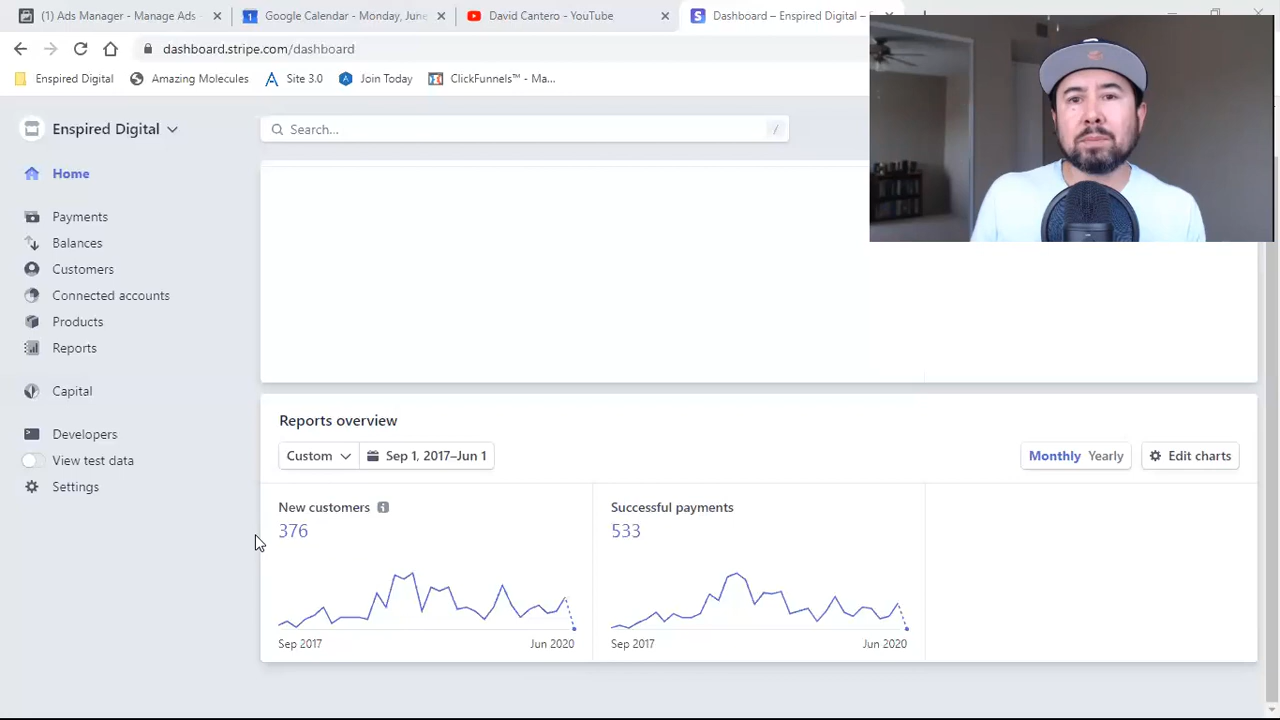 (1) Ads Manager - Manage Ads -
Google Calendar - Monday, June
David Cantero - YouTube
Dashboard – Enspired Digital –
dashboard.stripe.com/dashboard
Enspired Digital
Amazing Molecules
Site 3.0
Join Today
ClickFunnels™ - Ma...
Enspired Digital
Search...
/
Home
Payments
Balances
Customers
Connected accounts
Products
Reports
Capital
Developers
View test data
Settings
Reports overview
Custom
Sep 1, 2017–Jun 1
Monthly Yearly
Edit charts
New customers
376
Sep 2017
Jun 2020
Successful payments
533
Sep 2017
Jun 2020